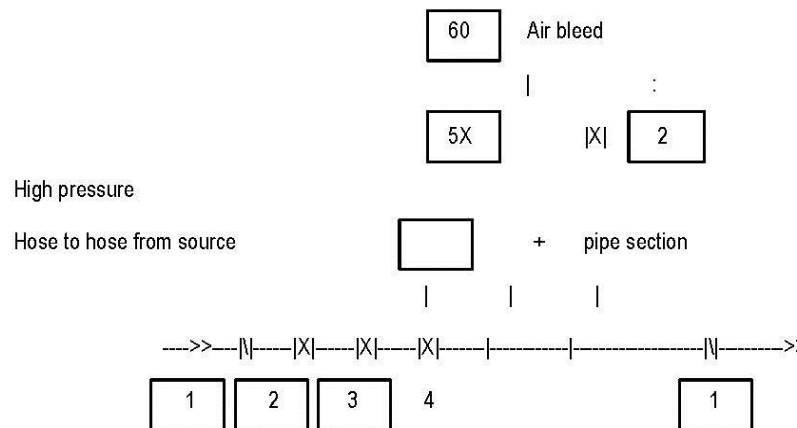 60 Air bleed
| :
5X |X| 2
High pressure
Hose to hose from source + pipe section
| | |
---->>----|\|------|X|------|X|------|X|-------|-------------|---------------------|\|---------->>
1 2 3 4 1